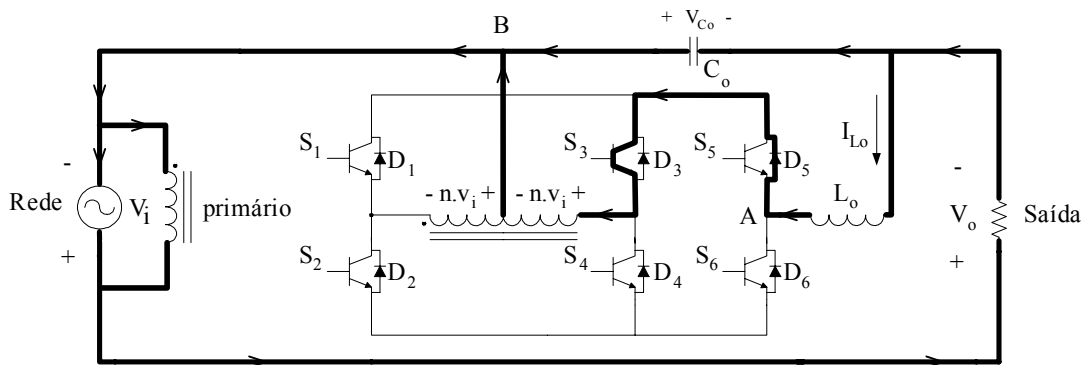 B
+ V_Co -
C_o
S_1
D_1
S_3
D_3
S_5
D_5
I_Lo
-
Rede
V_i
primário
+
- n.v_i + - n.v_i +
A
L_o
-
V_o
Saída
+
S_2
D_2
S_4
D_4
S_6
D_6